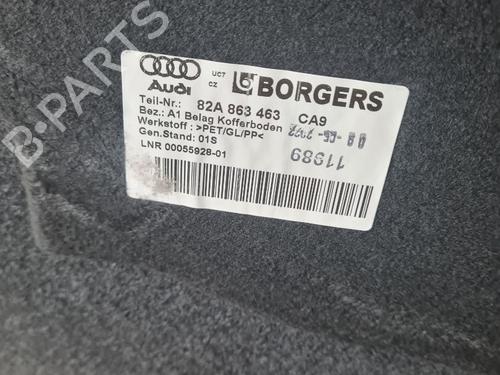 Audi UC7 CZ BORGERS
Teil-Nr.: 82A 863 463 CA9
Bez.: A1 Belag Kofferboden
Werkstoff: >PET/GL/PP<
Gen.Stand: 01S
LNR 00055928-01
11989
B-PARTS